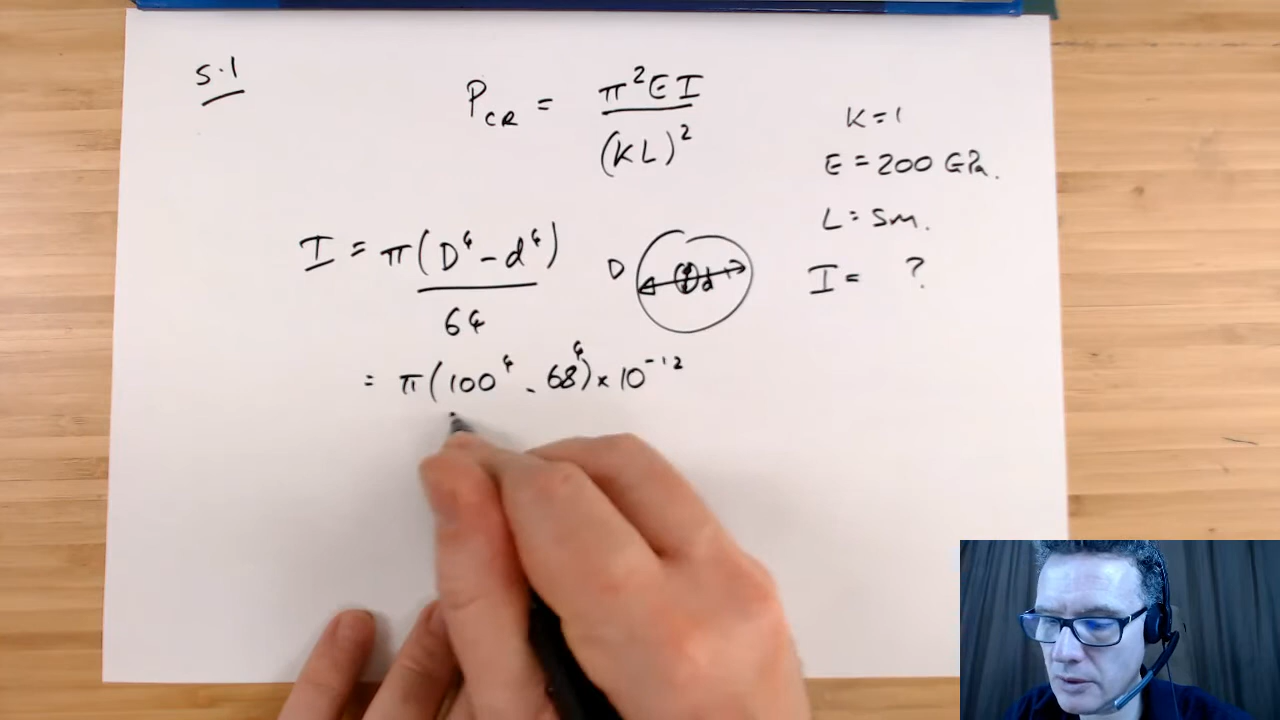 5.1
P_CR = π²EI / (KL)²
K=1
E = 200 GPa.
L = 5m.
I = ?
I = π(D⁴ - d⁴) / 64
D d
= π(100⁴ - 68⁴) × 10⁻¹²